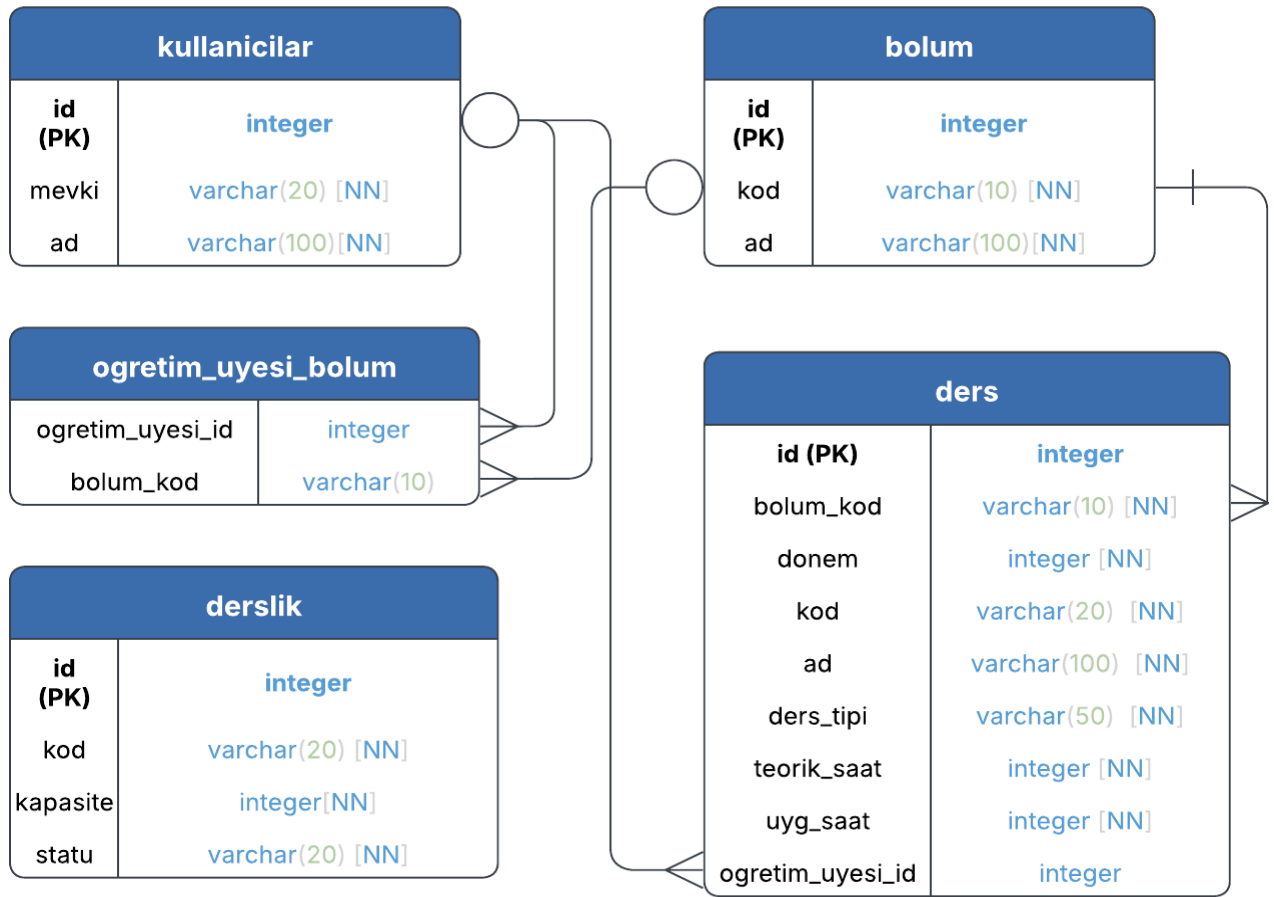 kullanicilar
id
(PK)
integer
mevki
varchar(20) [NN]
ad
varchar(100)[NN]
bolum
id
(PK)
integer
kod
varchar(10) [NN]
ad
varchar(100)[NN]
ogretim_uyesi_bolum
ogretim_uyesi_id
integer
bolum_kod
varchar(10)
derslik
id
(PK)
integer
kod
varchar(20) [NN]
kapasite
integer[NN]
statu
varchar(20) [NN]
ders
id (PK)
integer
bolum_kod
varchar(10) [NN]
donem
integer [NN]
kod
varchar(20) [NN]
ad
varchar(100) [NN]
ders_tipi
varchar(50) [NN]
teorik_saat
integer [NN]
uyg_saat
integer [NN]
ogretim_uyesi_id
integer